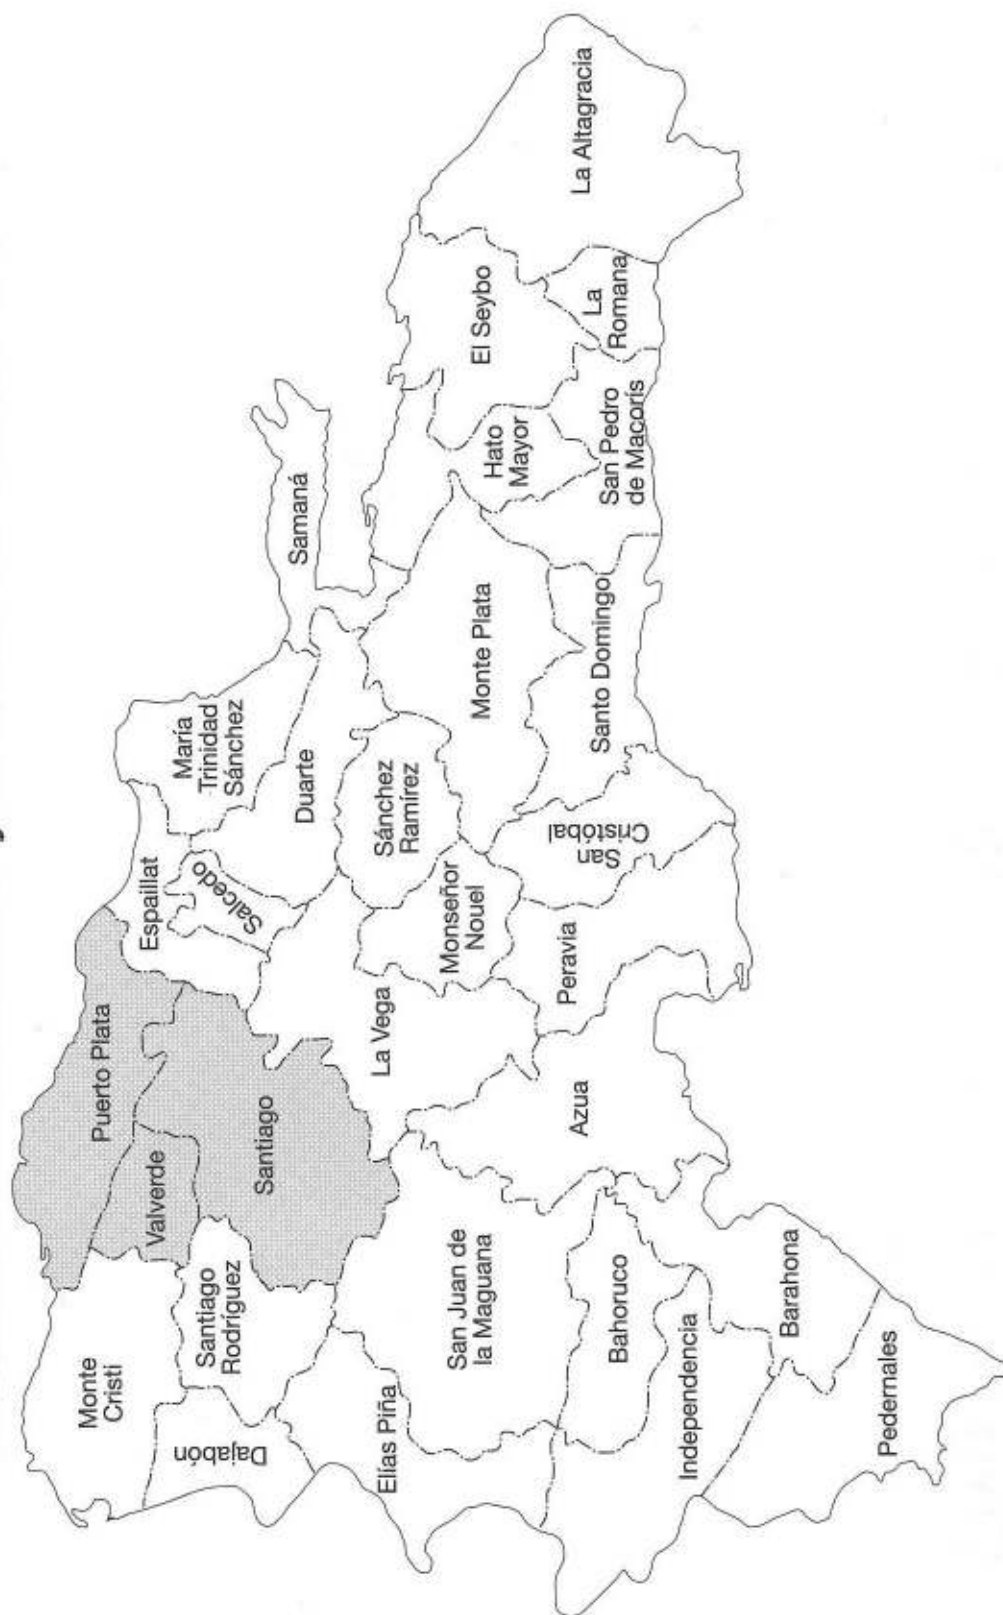 Puerto Plata
Espaillat
María
Trinidad
Sánchez
Monte
Cristi
Valverde
Salcedo
Samaná
Santiago
Rodríguez
Santiago
Duarte
Dajabón
La Vega
Sánchez
Ramírez
Elías Piña
San Juan de
la Maguana
Monseñor
Nouel
Monte Plata
Hato
Mayor
El Seybo
La Altagracia
Azua
Peravia
San
Cristóbal
Santo Domingo
San Pedro
de Macorís
La
Romana
Bahoruco
Independencia
Barahona
Pedernales